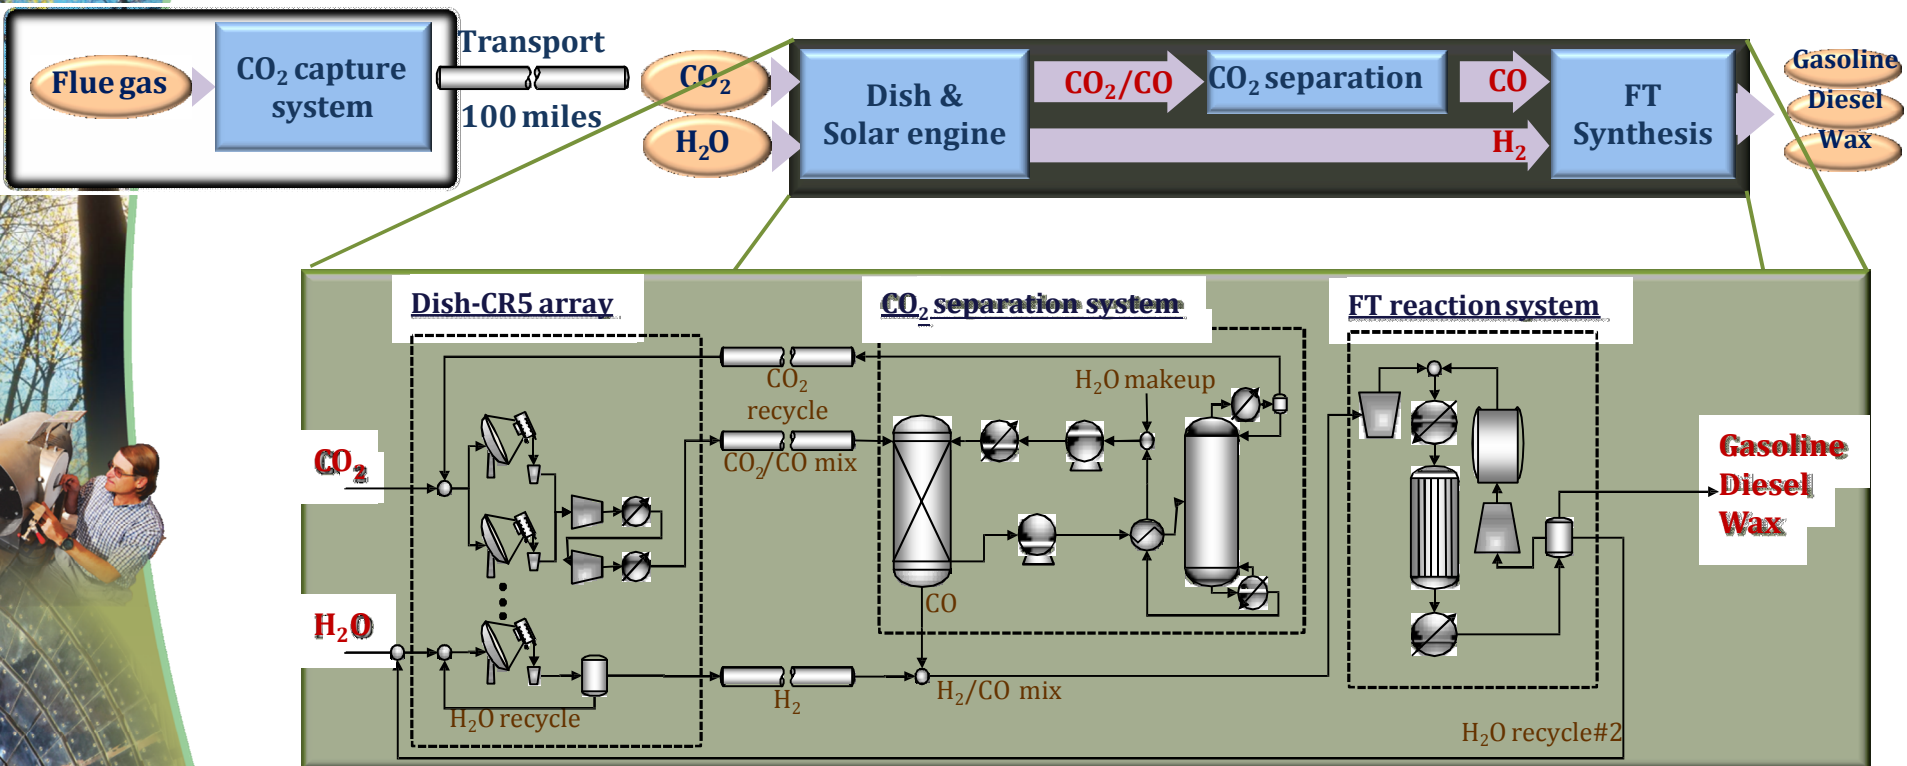 Flue gas
CO₂ capture
system
Transport
100 miles
CO₂
H₂O
Dish &
Solar engine
CO₂/CO
CO₂ separation
CO
H₂
FT
Synthesis
Gasoline
Diesel
Wax
Dish-CR5 array
CO₂ separation system
FT reaction system
CO₂
recycle
H₂O makeup
CO₂/CO mix
CO₂
CO
H₂O
H₂O recycle
H₂
H₂/CO mix
H₂O recycle#2
Gasoline
Diesel
Wax